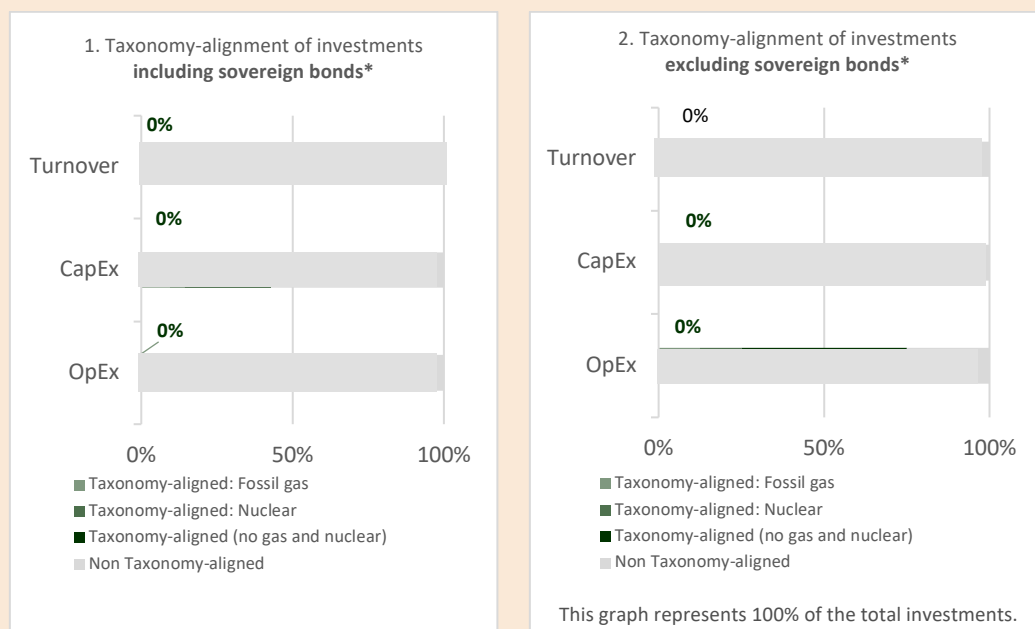 1. Taxonomy-alignment of investments
including sovereign bonds*
0%
Turnover
0%
CapEx
0%
OpEx
0%
50%
100%
Taxonomy-aligned: Fossil gas
Taxonomy-aligned: Nuclear
Taxonomy-aligned (no gas and nuclear)
Non Taxonomy-aligned
2. Taxonomy-alignment of investments
excluding sovereign bonds*
0%
Turnover
0%
CapEx
0%
OpEx
0%
50%
100%
Taxonomy-aligned: Fossil gas
Taxonomy-aligned: Nuclear
Taxonomy-aligned (no gas and nuclear)
Non Taxonomy-aligned
This graph represents 100% of the total investments.